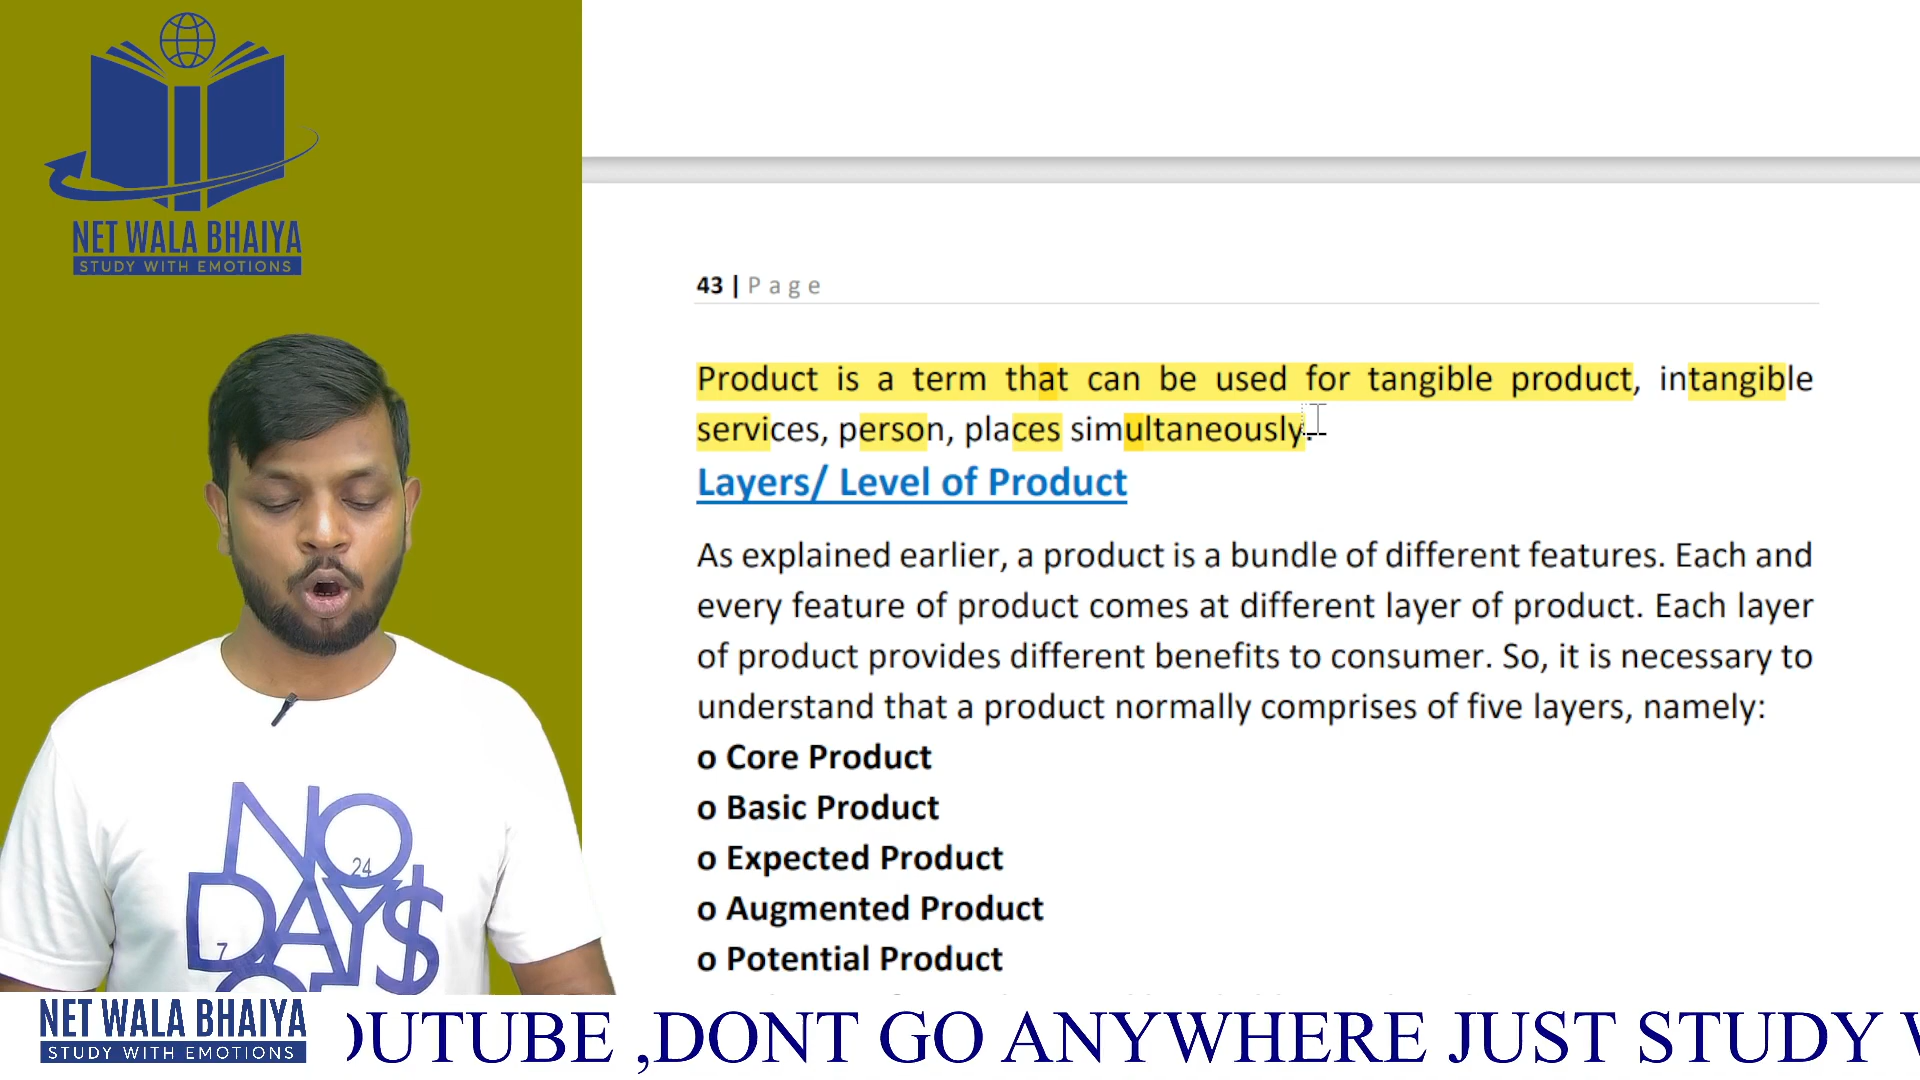 NET WALA BHAIYA
STUDY WITH EMOTIONS
43 | Page
Product is a term that can be used for tangible product, intangible
services, person, places simultaneously.
Layers/ Level of Product
As explained earlier, a product is a bundle of different features. Each and
every feature of product comes at different layer of product. Each layer
of product provides different benefits to consumer. So, it is necessary to
understand that a product normally comprises of five layers, namely:
o Core Product
o Basic Product
o Expected Product
o Augmented Product
o Potential Product
NO
24
DAY$
7
NET WALA BHAIYA
STUDY WITH EMOTIONS
OUTUBE ,DONT GO ANYWHERE JUST STUDY